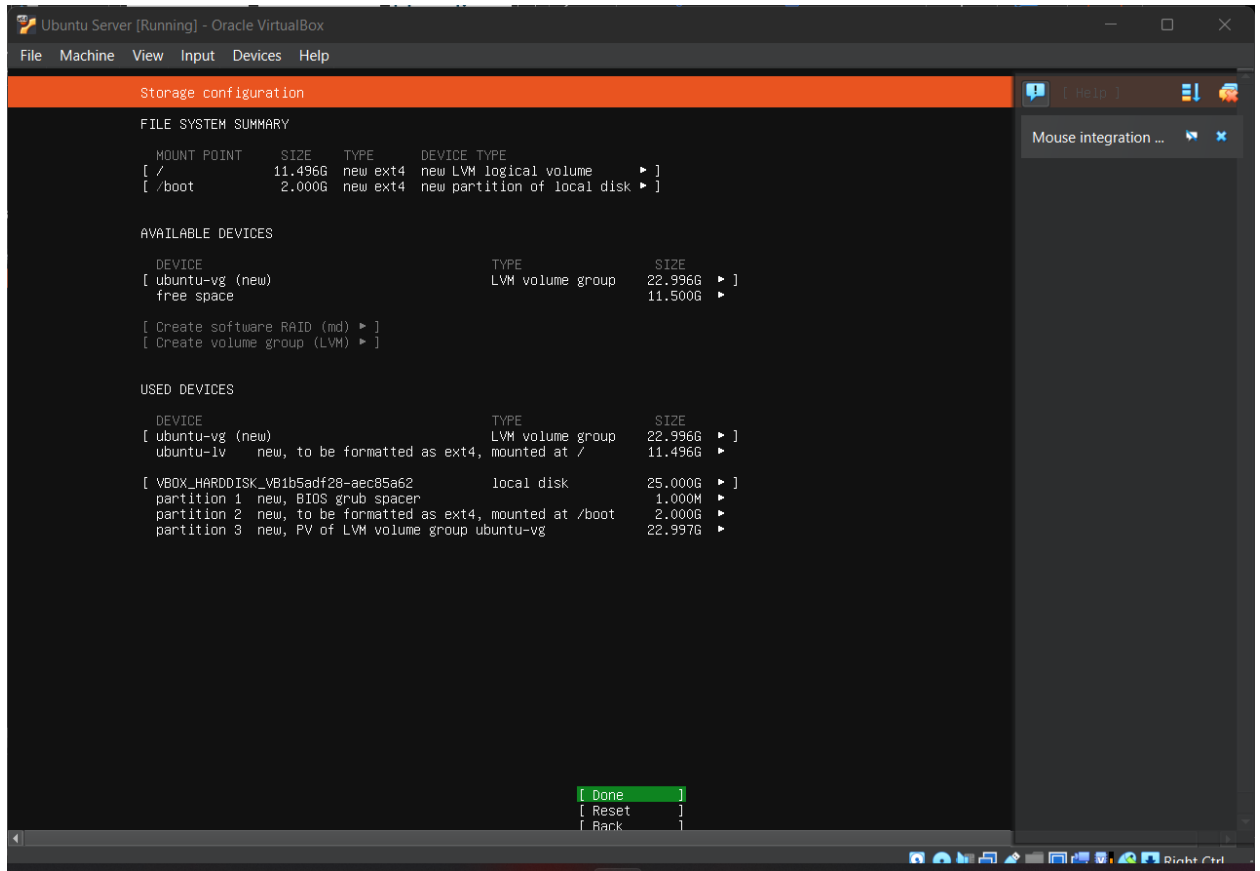 Ubuntu Server [Running] - Oracle VirtualBox
File Machine View Input Devices Help
Storage configuration
[ Help ]
Mouse integration ...
FILE SYSTEM SUMMARY
MOUNT POINT SIZE TYPE DEVICE TYPE
[ / 11.496G new ext4 new LVM logical volume ▸ ]
[ /boot 2.000G new ext4 new partition of local disk ▸ ]
AVAILABLE DEVICES
DEVICE TYPE SIZE
[ ubuntu-vg (new) LVM volume group 22.996G ▸ ]
free space 11.500G ▸
[ Create software RAID (md) ▸ ]
[ Create volume group (LVM) ▸ ]
USED DEVICES
DEVICE TYPE SIZE
[ ubuntu-vg (new) LVM volume group 22.996G ▸ ]
ubuntu-lv new, to be formatted as ext4, mounted at / 11.496G ▸
[ VBOX_HARDDISK_VB1b5adf28-aec85a62 local disk 25.000G ▸ ]
partition 1 new, BIOS grub spacer 1.000M ▸
partition 2 new, to be formatted as ext4, mounted at /boot 2.000G ▸
partition 3 new, PV of LVM volume group ubuntu-vg 22.997G ▸
[ Done ]
[ Reset ]
[ Back ]
Right Ctrl